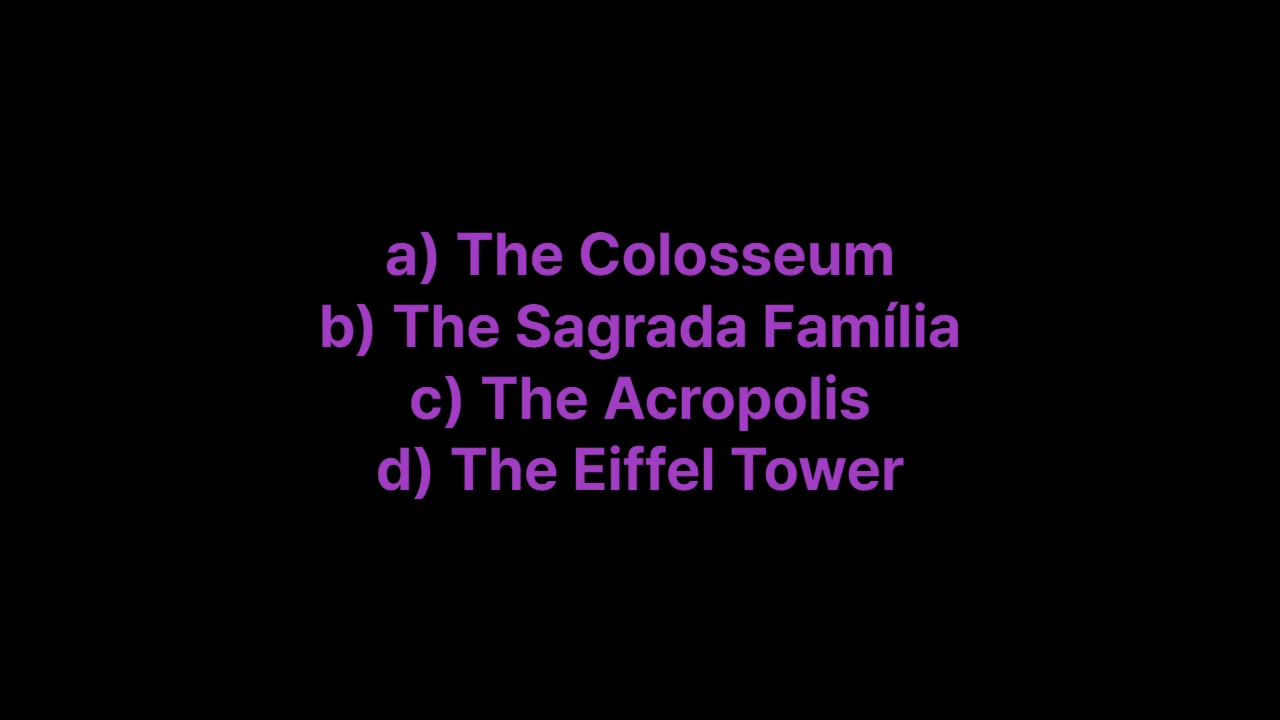 a) The Colosseum
b) The Sagrada Família
c) The Acropolis
d) The Eiffel Tower